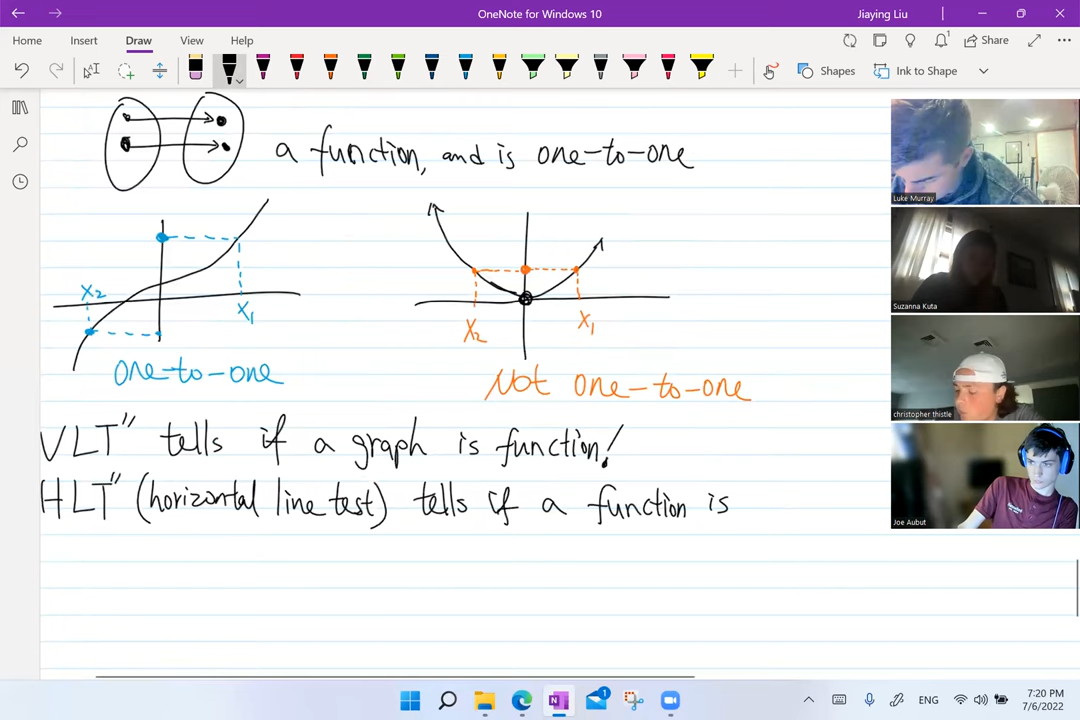 OneNote for Windows 10
Jiaying Liu
Home Insert Draw View Help
Share
Shapes
Ink to Shape
a function, and is one-to-one
Luke Murray
X2
X1
one-to-one
X2
X1
Not one-to-one
Suzanna Kuta
christopher thistle
VLT" tells if a graph is function!
HLT" (horizontal line test) tells if a function is
Joe Aubut
1
ENG
7:20 PM
7/6/2022